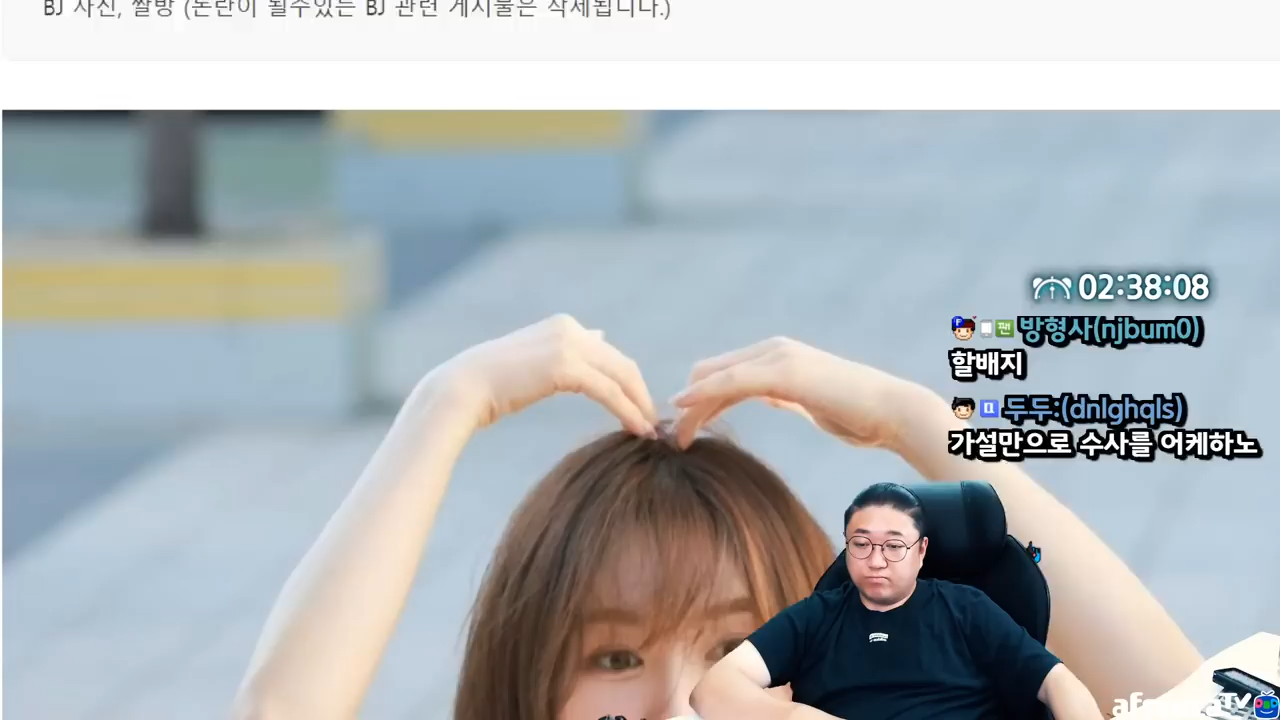 BJ 사진, 짤방 (논란이 될수있는 BJ 관련 게시물은 삭제됩니다.)
02:38:08
방형사(njbum0)
할배지
두두:(dnlghqls)
가설만으로 수사를 어케하노